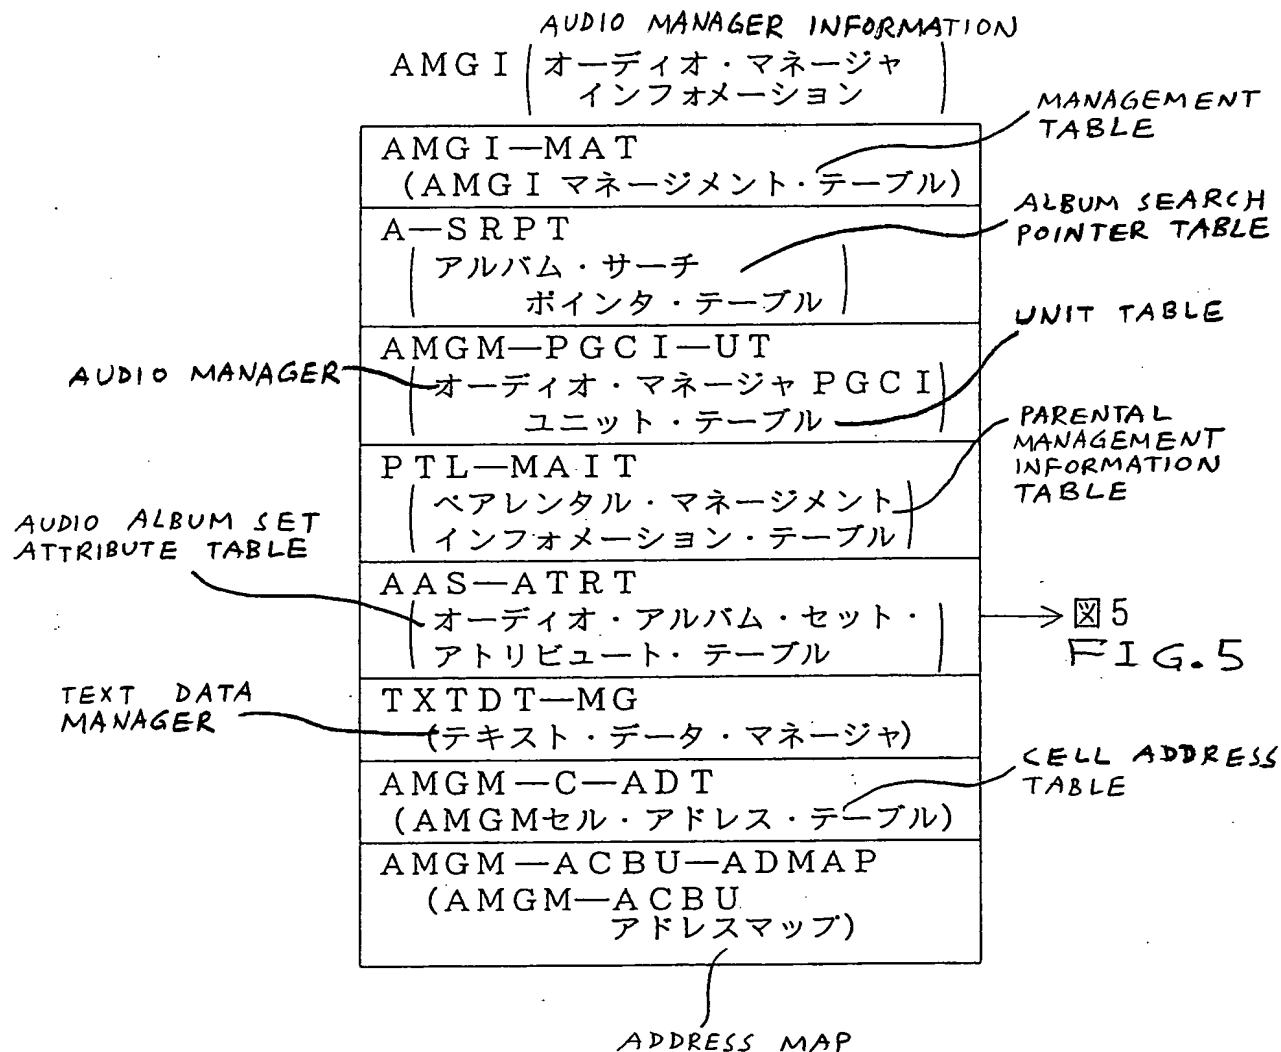 AUDIO MANAGER INFORMATION
AMGI(オーディオ・マネージャ
インフォメーション)
MANAGEMENT
TABLE
AMGI—MAT
(AMGI マネージメント・テーブル)
ALBUM SEARCH
POINTER TABLE
A—SRPT
(アルバム・サーチ
ポインタ・テーブル)
UNIT TABLE
AMGM—PGCI—UT
AUDIO MANAGER
(オーディオ・マネージャ PGCI
ユニット・テーブル)
PARENTAL
MANAGEMENT
INFORMATION
TABLE
PTL—MAIT
(ペアレンタル・マネージメント
インフォメーション・テーブル)
AUDIO ALBUM SET
ATTRIBUTE TABLE
AAS—ATRT
(オーディオ・アルバム・セット・
アトリビュート・テーブル)
図5
FIG.5
TEXT DATA
MANAGER
TXTDT—MG
(テキスト・データ・マネージャ)
CELL ADDRESS
TABLE
AMGM—C—ADT
(AMGMセル・アドレス・テーブル)
AMGM—ACBU—ADMAP
(AMGM—ACBU
アドレスマップ)
ADDRESS MAP